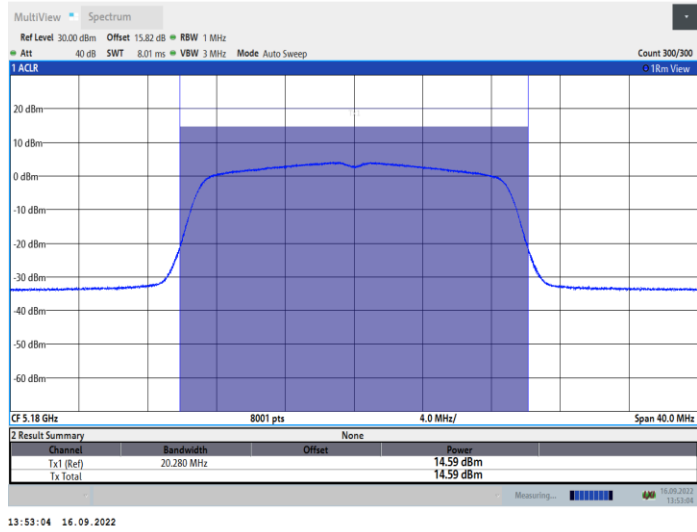 MultiView Spectrum
Ref Level 30.00 dBm Offset 15.82 dB RBW 1 MHz
Att 40 dB SWT 8.01 ms VBW 3 MHz Mode Auto Sweep Count 300/300
1 ACLR 1Rm View
20 dBm
10 dBm
0 dBm
-10 dBm
-20 dBm
-30 dBm
-40 dBm
-50 dBm
-60 dBm
CF 5.18 GHz 8001 pts 4.0 MHz/ Span 40.0 MHz
2 Result Summary None
Channel Bandwidth Offset Power
Tx1 (Ref) 20.280 MHz 14.59 dBm
Tx Total 14.59 dBm
Measuring... 16.09.2022
13:53:04
13:53:04 16.09.2022